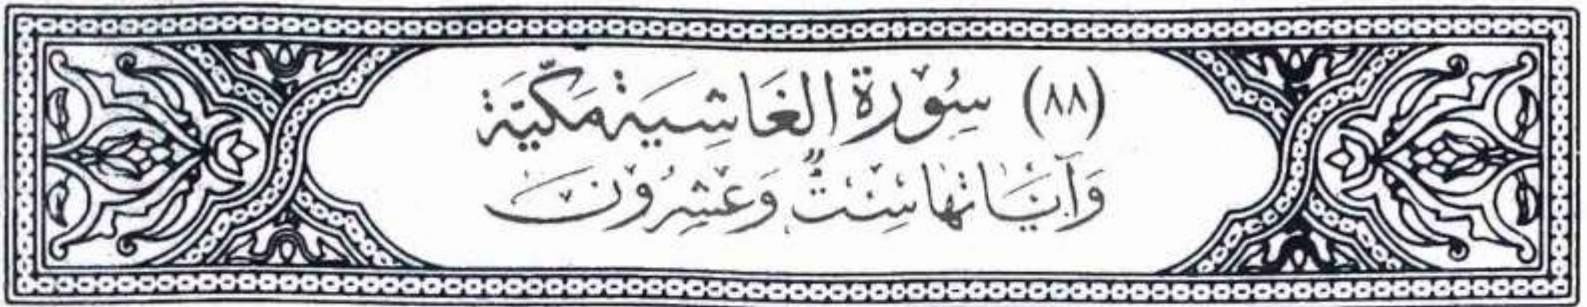 (٨٨) سُورَةُ الغَاشِيَةِ مَكِّيَّة
وَآيَاتُهَا سِتٌّ وَعِشْرُونَ